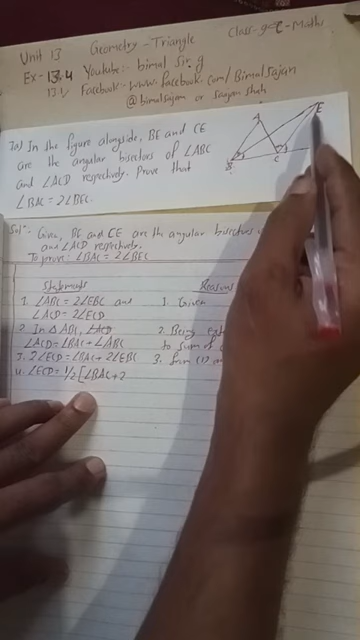 Unit 13 Geometry - Triangle Class-9 - Maths
Ex- 13.4 Youtube:- bimal Sir g
13.1/ Facebook-www.facebook.com/Bimalsajan
@bimalsajam or sanjam shah
7a) In the figure alongside, BE and CE
are the angular bisectors of ∠ABC
and ∠ACD respectively. Prove that
∠BAC = 2∠BEC.
A
E
B
C
Solⁿ. Given, BE and CE are the angular bisectors
and ∠ACD respectively.
To prove: ∠BAC = 2∠BEC
Statements Reasons
1. ∠ABC = 2∠EBC and 1. Given
∠ACD = 2∠ECD
2. In △ABC, ∠ACD 2. Being
∠ACD = ∠BAC + ∠ABC to sum of
3. 2∠ECD = ∠BAC + 2∠EBC 3. from (1)
4. ∠ECD = 1/2 [∠BAC + 2